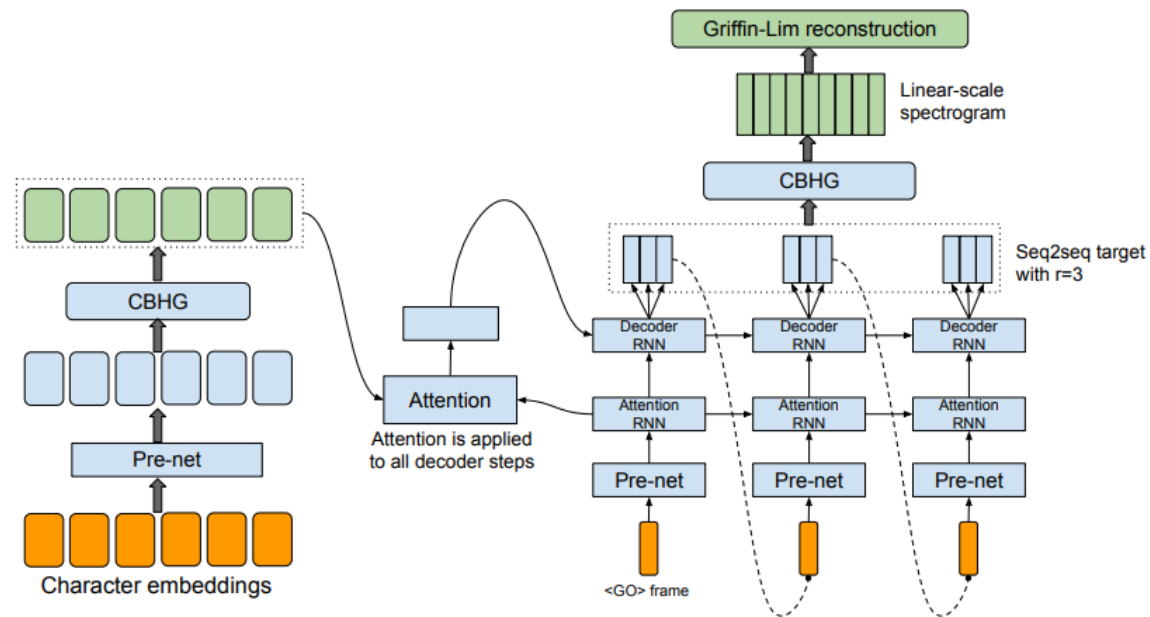 Griffin-Lim reconstruction
Linear-scale
spectrogram
CBHG
Seq2seq target
with r=3
CBHG
Decoder
RNN
Decoder
RNN
Decoder
RNN
Attention
Attention is applied
to all decoder steps
Attention
RNN
Attention
RNN
Attention
RNN
Pre-net
Pre-net
Pre-net
Pre-net
Character embeddings
<GO> frame